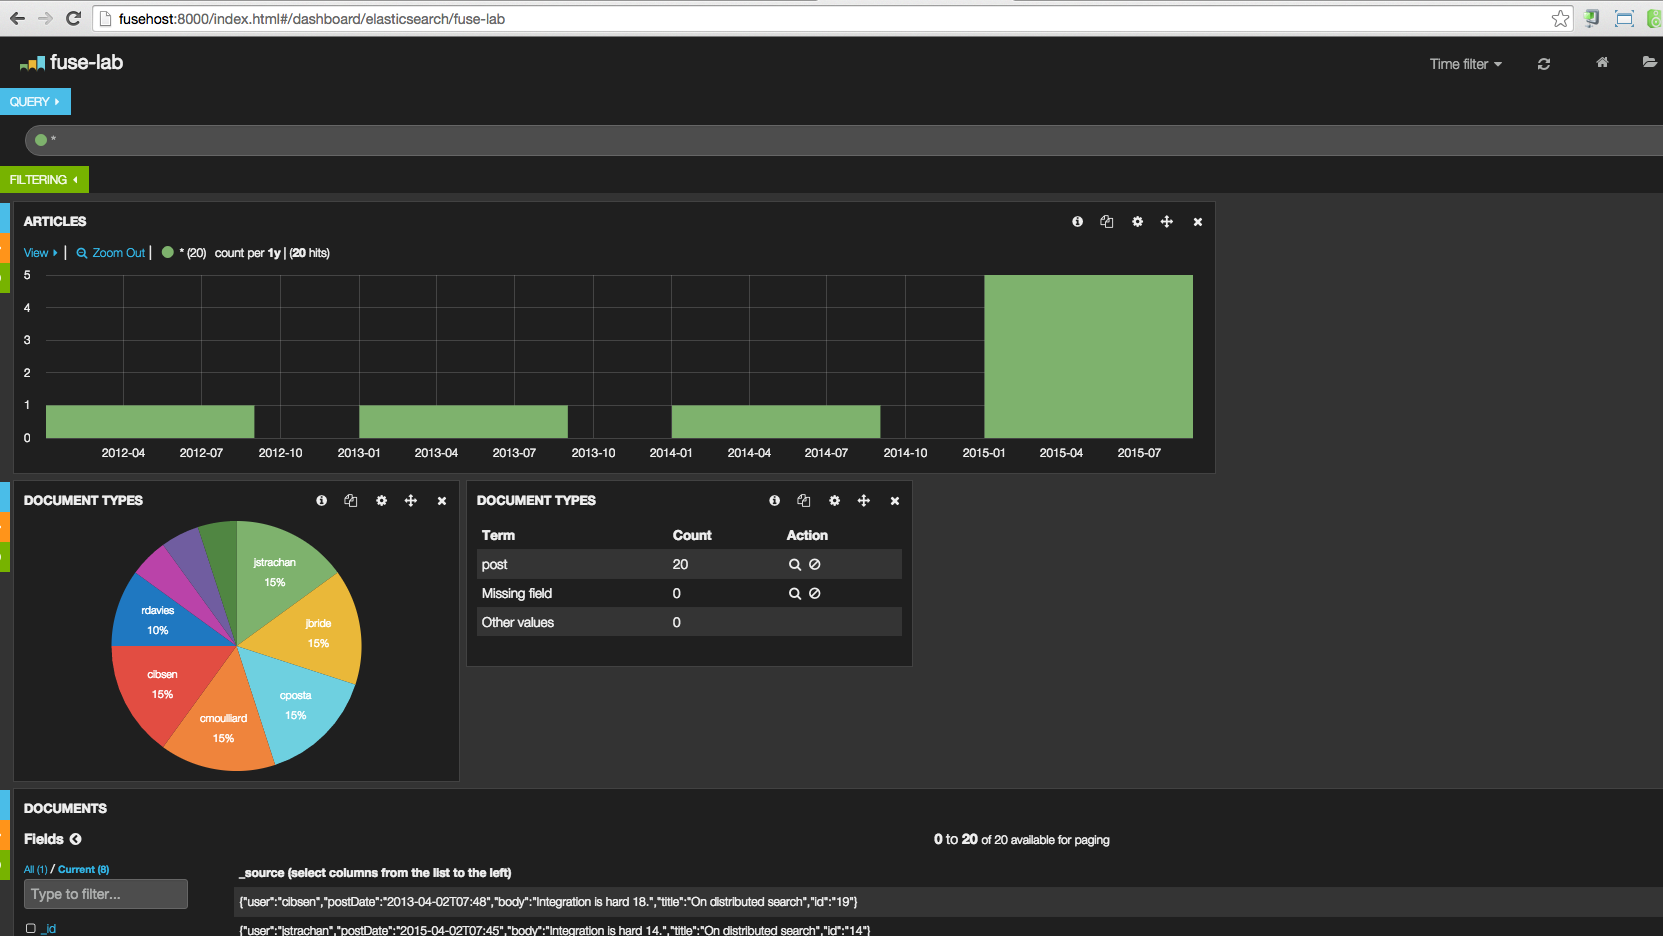 fusehost:8000/index.html#/dashboard/elasticsearch/fuse-lab
fuse-lab
Time filter
QUERY
*
FILTERING
ARTICLES
View | Zoom Out | * (20) count per 1y | (20 hits)
5
4
3
2
1
0
2012-04 2012-07 2012-10 2013-01 2013-04 2013-07 2013-10 2014-01 2014-04 2014-07 2014-10 2015-01 2015-04 2015-07
DOCUMENT TYPES
jstrachan
15%
jbride
15%
cposta
15%
cmoulliard
15%
cibsen
15%
rdavies
10%
DOCUMENT TYPES
Term Count Action
post 20
Missing field 0
Other values 0
DOCUMENTS
Fields
0 to 20 of 20 available for paging
All (1) / Current (8)
Type to filter...
_id
_source (select columns from the list to the left)
{"user":"cibsen","postDate":"2013-04-02T07:48","body":"Integration is hard 18.","title":"On distributed search","id":"19"}
{"user":"jstrachan","postDate":"2015-04-02T07:45","body":"Integration is hard 14.","title":"On distributed search","id":"14"}